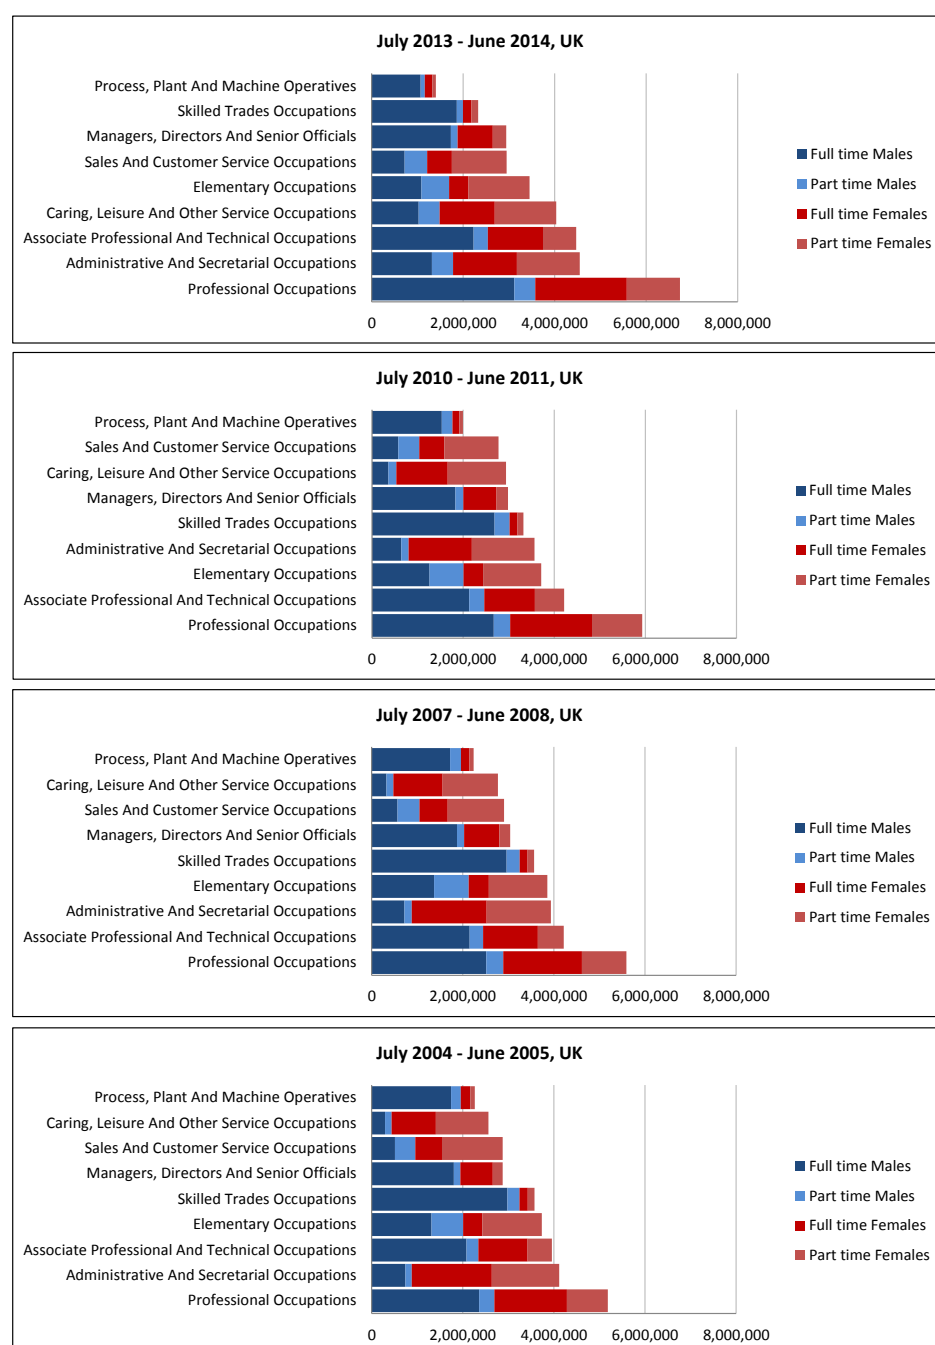 July 2013 - June 2014, UK
Process, Plant And Machine Operatives
Skilled Trades Occupations
Managers, Directors And Senior Officials
Sales And Customer Service Occupations
Elementary Occupations
Caring, Leisure And Other Service Occupations
Associate Professional And Technical Occupations
Administrative And Secretarial Occupations
Professional Occupations
0 2,000,000 4,000,000 6,000,000 8,000,000
Full time Males
Part time Males
Full time Females
Part time Females
July 2010 - June 2011, UK
Process, Plant And Machine Operatives
Sales And Customer Service Occupations
Caring, Leisure And Other Service Occupations
Managers, Directors And Senior Officials
Skilled Trades Occupations
Administrative And Secretarial Occupations
Elementary Occupations
Associate Professional And Technical Occupations
Professional Occupations
0 2,000,000 4,000,000 6,000,000 8,000,000
Full time Males
Part time Males
Full time Females
Part time Females
July 2007 - June 2008, UK
Process, Plant And Machine Operatives
Caring, Leisure And Other Service Occupations
Sales And Customer Service Occupations
Managers, Directors And Senior Officials
Skilled Trades Occupations
Elementary Occupations
Administrative And Secretarial Occupations
Associate Professional And Technical Occupations
Professional Occupations
0 2,000,000 4,000,000 6,000,000 8,000,000
Full time Males
Part time Males
Full time Females
Part time Females
July 2004 - June 2005, UK
Process, Plant And Machine Operatives
Caring, Leisure And Other Service Occupations
Sales And Customer Service Occupations
Managers, Directors And Senior Officials
Skilled Trades Occupations
Elementary Occupations
Associate Professional And Technical Occupations
Administrative And Secretarial Occupations
Professional Occupations
0 2,000,000 4,000,000 6,000,000 8,000,000
Full time Males
Part time Males
Full time Females
Part time Females